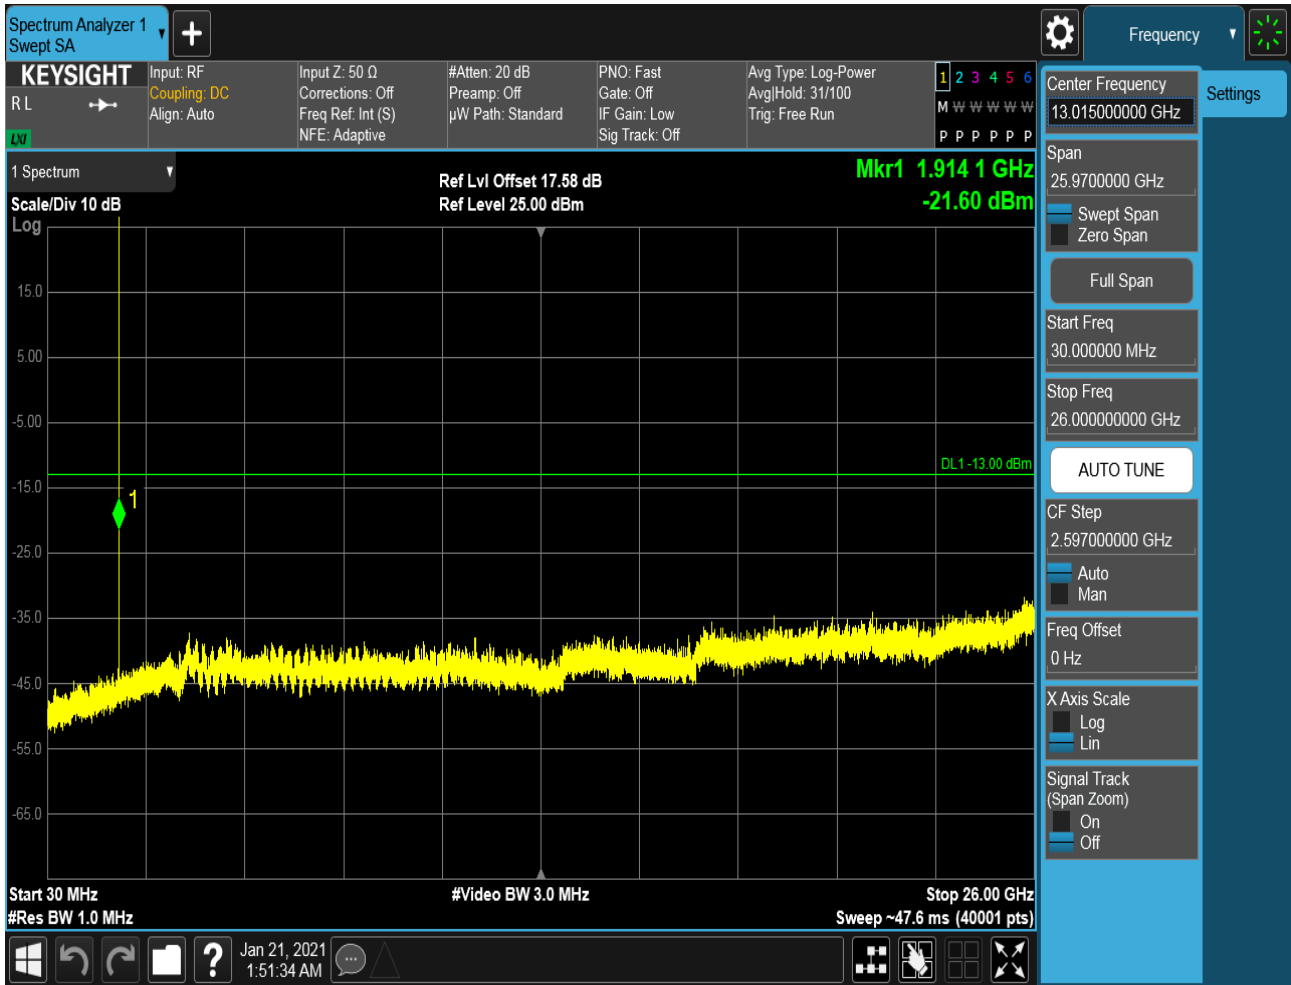 Spectrum Analyzer 1
Swept SA
Frequency
KEYSIGHT
R L
LXI
Input: RF
Coupling: DC
Align: Auto
Input Z: 50 Ω
Corrections: Off
Freq Ref: Int (S)
NFE: Adaptive
#Atten: 20 dB
Preamp: Off
µW Path: Standard
PNO: Fast
Gate: Off
IF Gain: Low
Sig Track: Off
Avg Type: Log-Power
Avg|Hold: 31/100
Trig: Free Run
1 2 3 4 5 6
M W W W W W
P P P P P P
1 Spectrum
Scale/Div 10 dB
Log
Ref Lvl Offset 17.58 dB
Ref Level 25.00 dBm
Mkr1 1.914 1 GHz
-21.60 dBm
15.0
5.00
-5.00
DL1 -13.00 dBm
-15.0
1
-25.0
-35.0
-45.0
-55.0
-65.0
Start 30 MHz
#Video BW 3.0 MHz
Stop 26.00 GHz
#Res BW 1.0 MHz
Sweep ~47.6 ms (40001 pts)
Center Frequency
13.015000000 GHz
Settings
Span
25.9700000 GHz
Swept Span
Zero Span
Full Span
Start Freq
30.000000 MHz
Stop Freq
26.000000000 GHz
AUTO TUNE
CF Step
2.597000000 GHz
Auto
Man
Freq Offset
0 Hz
X Axis Scale
Log
Lin
Signal Track
(Span Zoom)
On
Off
?
Jan 21, 2021
1:51:34 AM